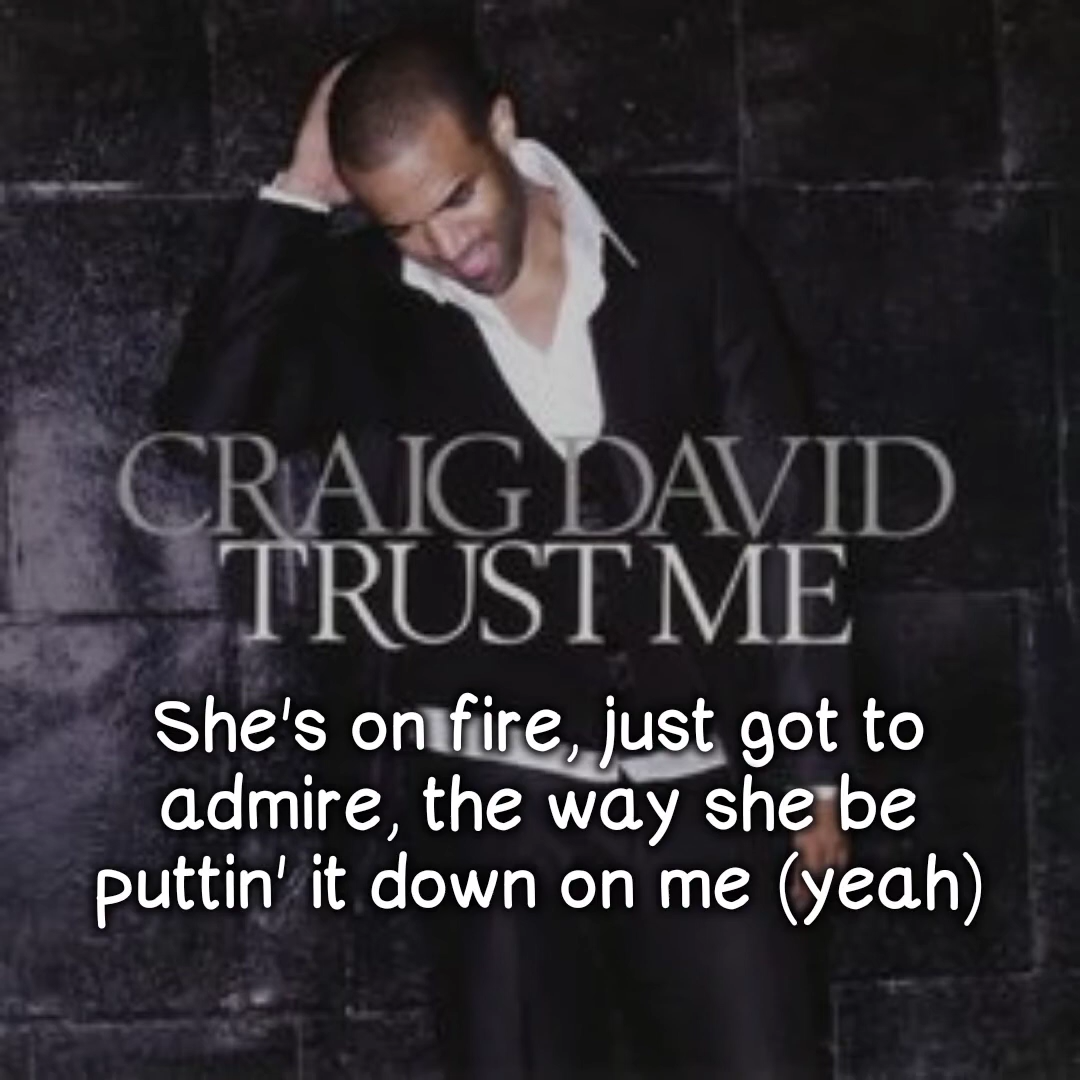 CRAIG DAVID
TRUST ME
She's on fire, just got to
admire, the way she be
puttin' it down on me (yeah)